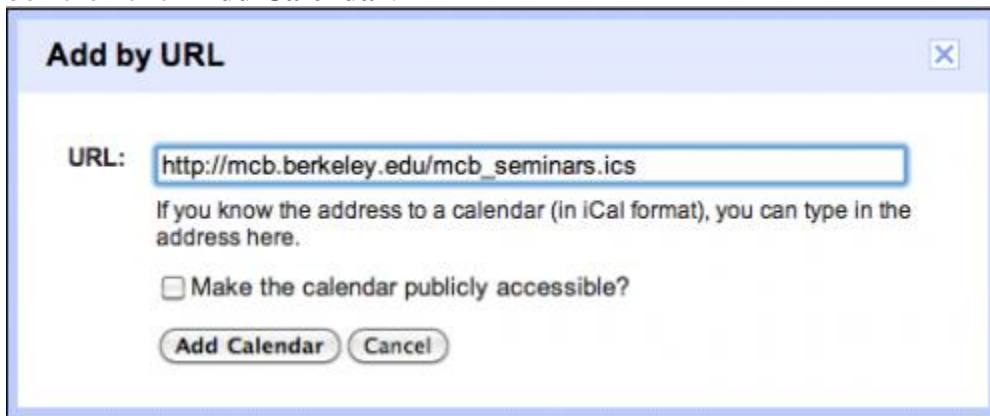 Add by URL
URL:
http://mcb.berkeley.edu/mcb_seminars.ics
If you know the address to a calendar (in iCal format), you can type in the
address here.
Make the calendar publicly accessible?
Add Calendar Cancel